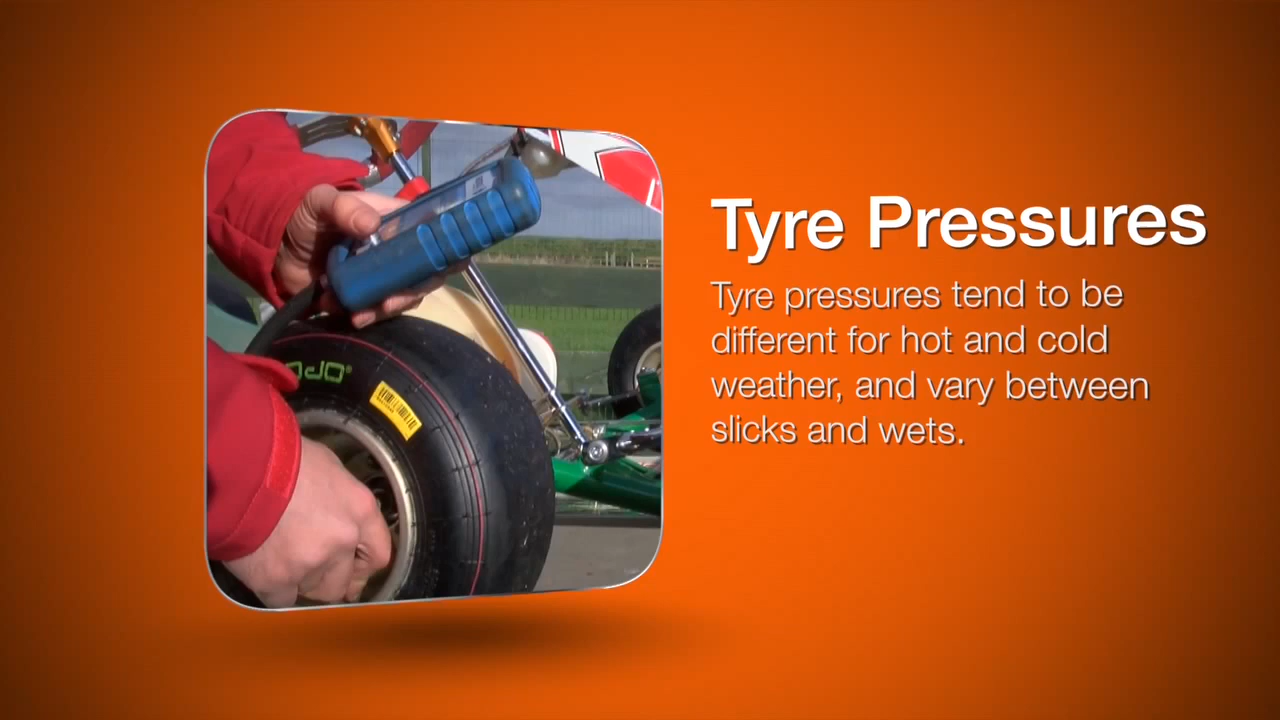 Tyre Pressures
Tyre pressures tend to be
different for hot and cold
weather, and vary between
slicks and wets.